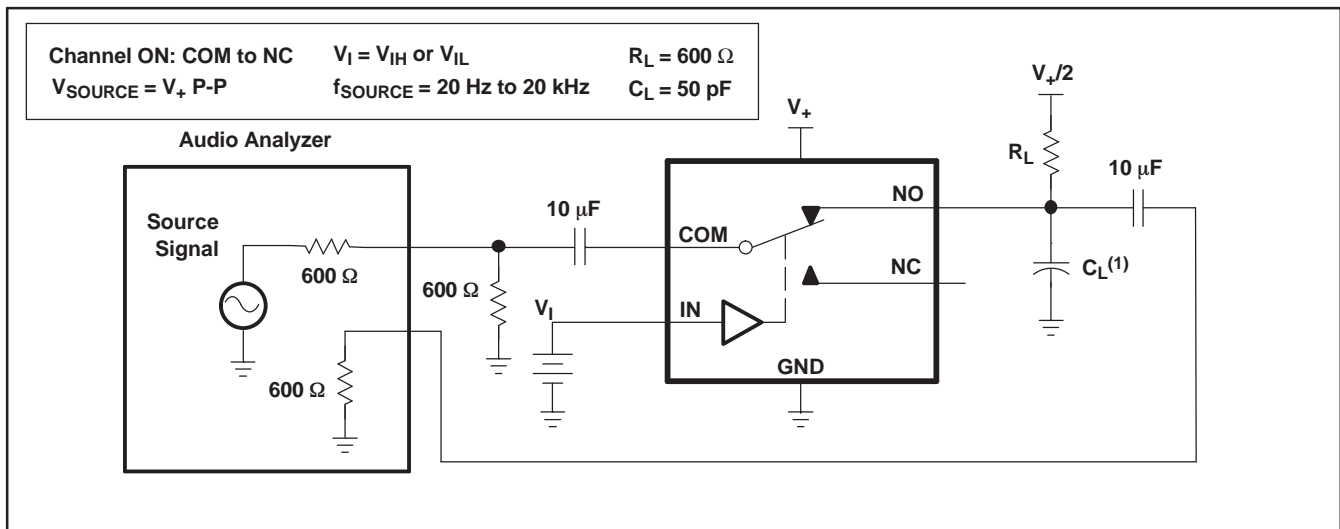 Channel ON: COM to NC
V_I = V_IH or V_IL
R_L = 600 Ω
V_SOURCE = V_+ P-P
f_SOURCE = 20 Hz to 20 kHz
C_L = 50 pF
Audio Analyzer
V_+
V_+/2
R_L
10 μF
Source
Signal
600 Ω
10 μF
600 Ω
COM
NO
NC
C_L(1)
V_I
IN
GND
600 Ω